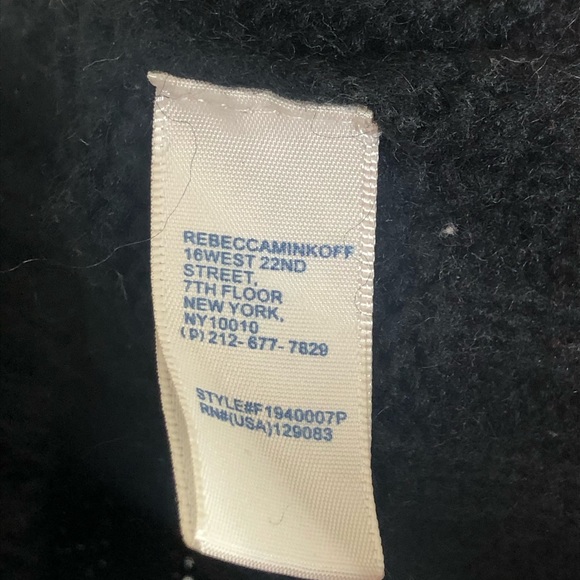 REBECCAMINKOFF
16WEST 22ND
STREET,
7TH FLOOR
NEW YORK,
NY10010
(p)212-677-7829
STYLE#F1940007P
RN#(USA)129083